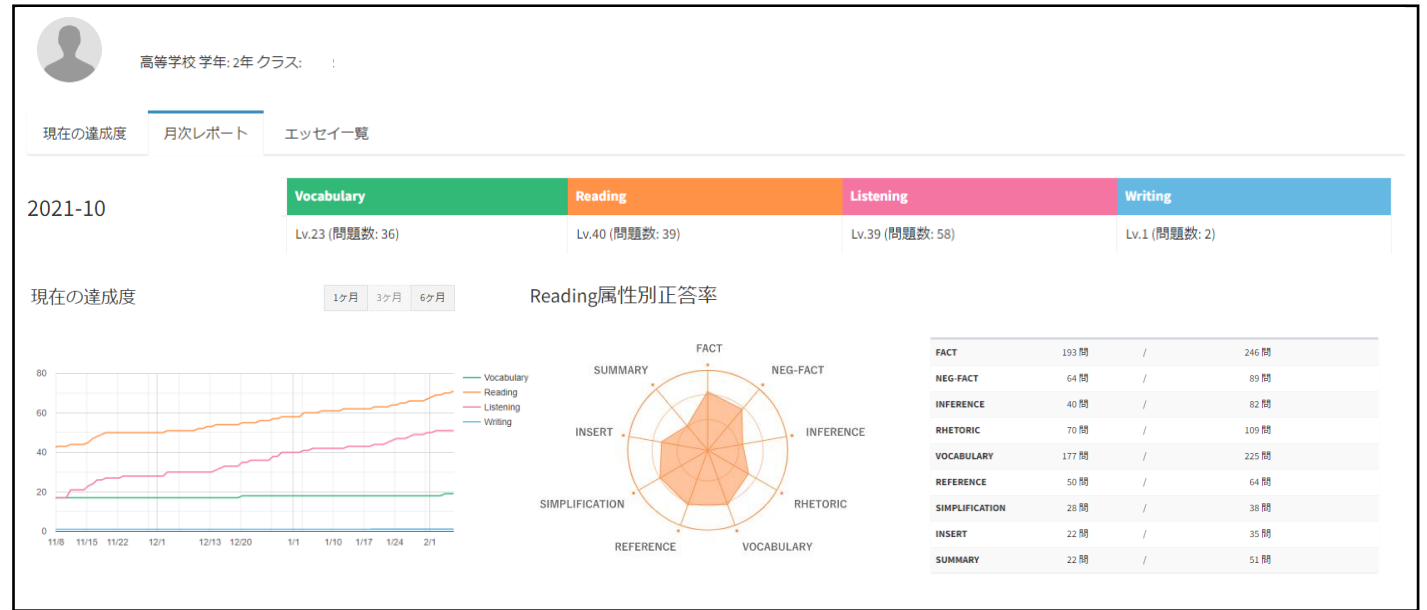 高等学校 学年: 2年 クラス:
現在の達成度 月次レポート エッセイ一覧
2021-10
Vocabulary Reading Listening Writing
Lv.23 (問題数: 36) Lv.40 (問題数: 39) Lv.39 (問題数: 58) Lv.1 (問題数: 2)
現在の達成度 1ヶ月 3ヶ月 6ヶ月
80
60
40
20
0
11/8 11/15 11/22 12/1 12/13 12/20 1/1 1/10 1/17 1/24 2/1
Vocabulary
Reading
Listening
Writing
Reading属性別正答率
FACT
NEG-FACT
INFERENCE
RHETORIC
VOCABULARY
REFERENCE
SIMPLIFICATION
INSERT
SUMMARY
FACT 193 問 / 246 問
NEG-FACT 64 問 / 89 問
INFERENCE 40 問 / 82 問
RHETORIC 70 問 / 109 問
VOCABULARY 177 問 / 225 問
REFERENCE 50 問 / 64 問
SIMPLIFICATION 28 問 / 38 問
INSERT 22 問 / 35 問
SUMMARY 22 問 / 51 問